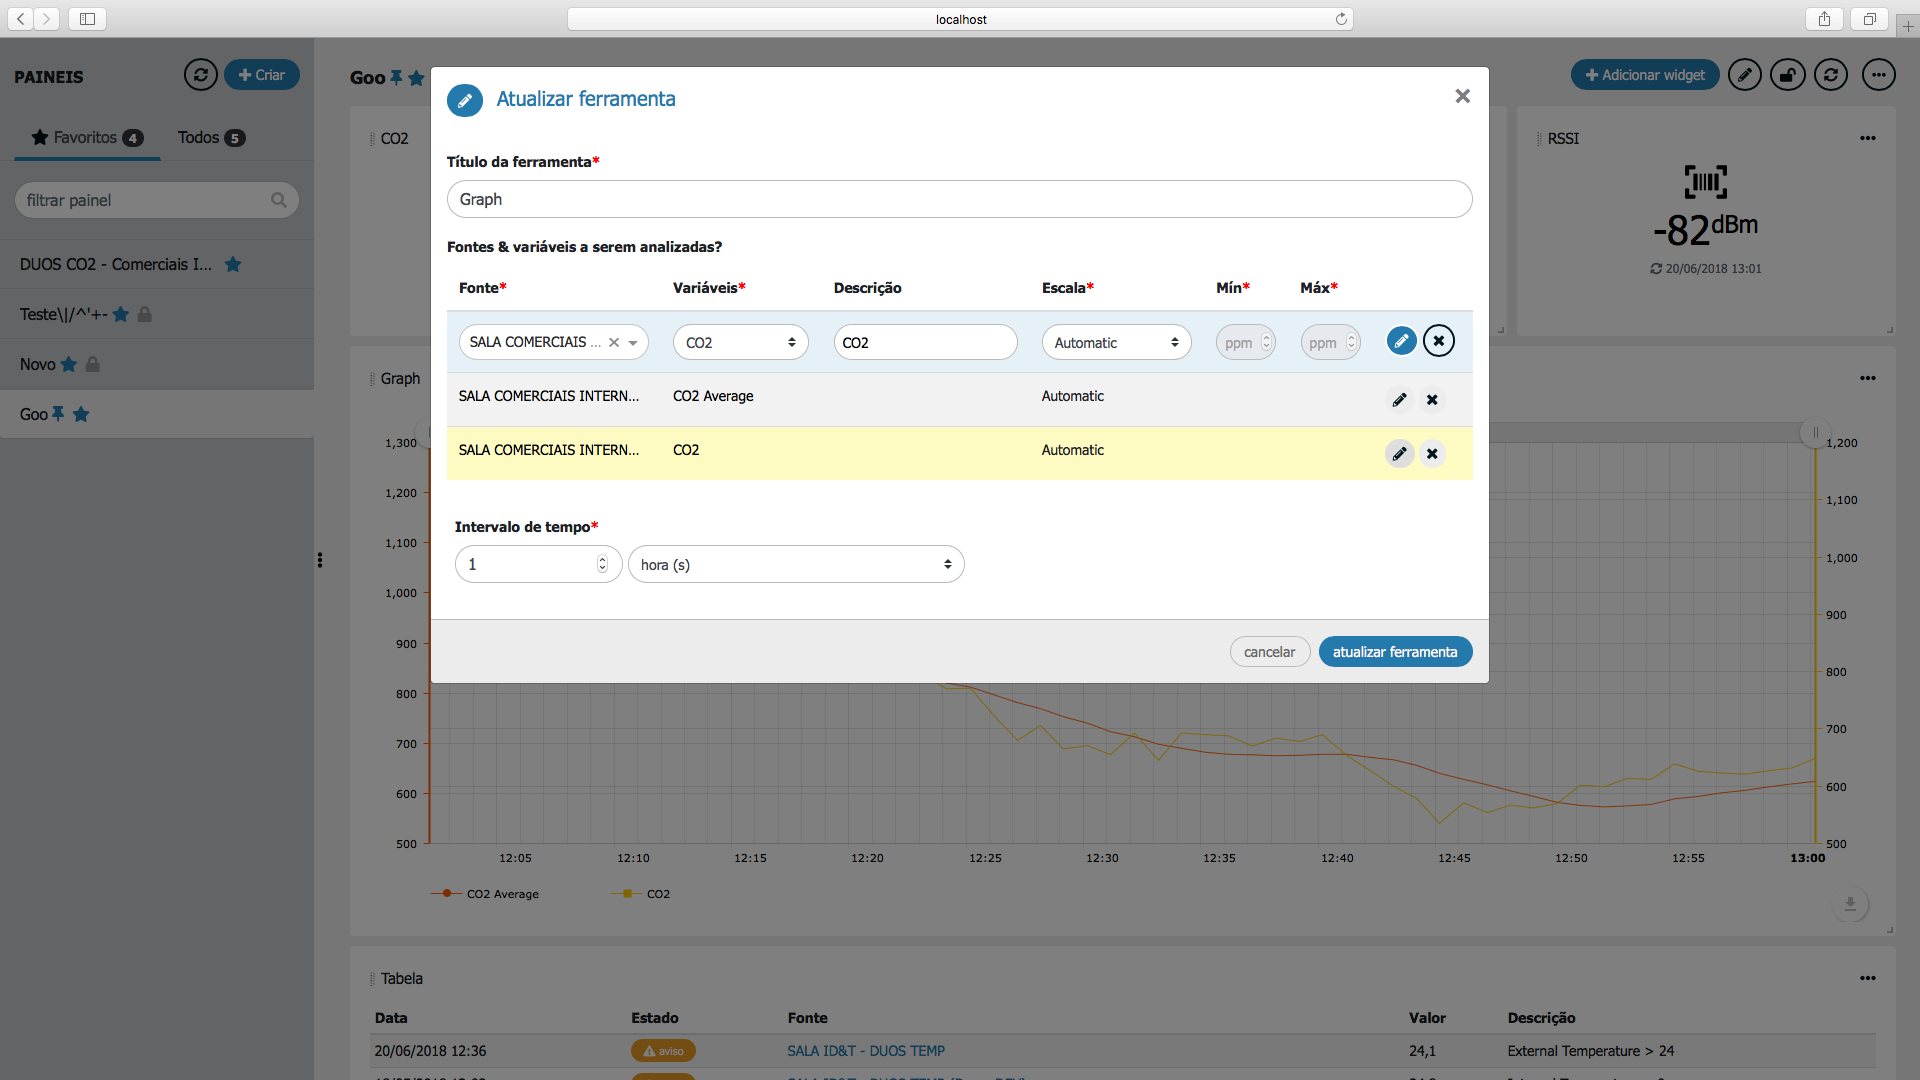 localhost
PAINEIS
Criar
Favoritos 4
Todos 5
filtrar painel
DUOS CO2 - Comerciais I...
Teste\|/^'+-
Novo
Goo
Goo
Adicionar widget
CO2
RSSI
-82 dBm
20/06/2018 13:01
Atualizar ferramenta
Título da ferramenta*
Graph
Fontes & variáveis a serem analizadas?
Fonte* Variáveis* Descrição Escala* Mín* Máx*
SALA COMERCIAIS ... CO2 CO2 Automatic ppm ppm
SALA COMERCIAIS INTERN... CO2 Average Automatic
SALA COMERCIAIS INTERN... CO2 Automatic
Intervalo de tempo*
1 hora (s)
cancelar atualizar ferramenta
Graph
1,300
1,200
1,100
1,000
900
800
700
600
500
1,200
1,100
1,000
900
800
700
600
500
12:05 12:10 12:15 12:20 12:25 12:30 12:35 12:40 12:45 12:50 12:55 13:00
CO2 Average CO2
Tabela
Data Estado Fonte Valor Descrição
20/06/2018 12:36 aviso SALA ID&T - DUOS TEMP 24,1 External Temperature > 24